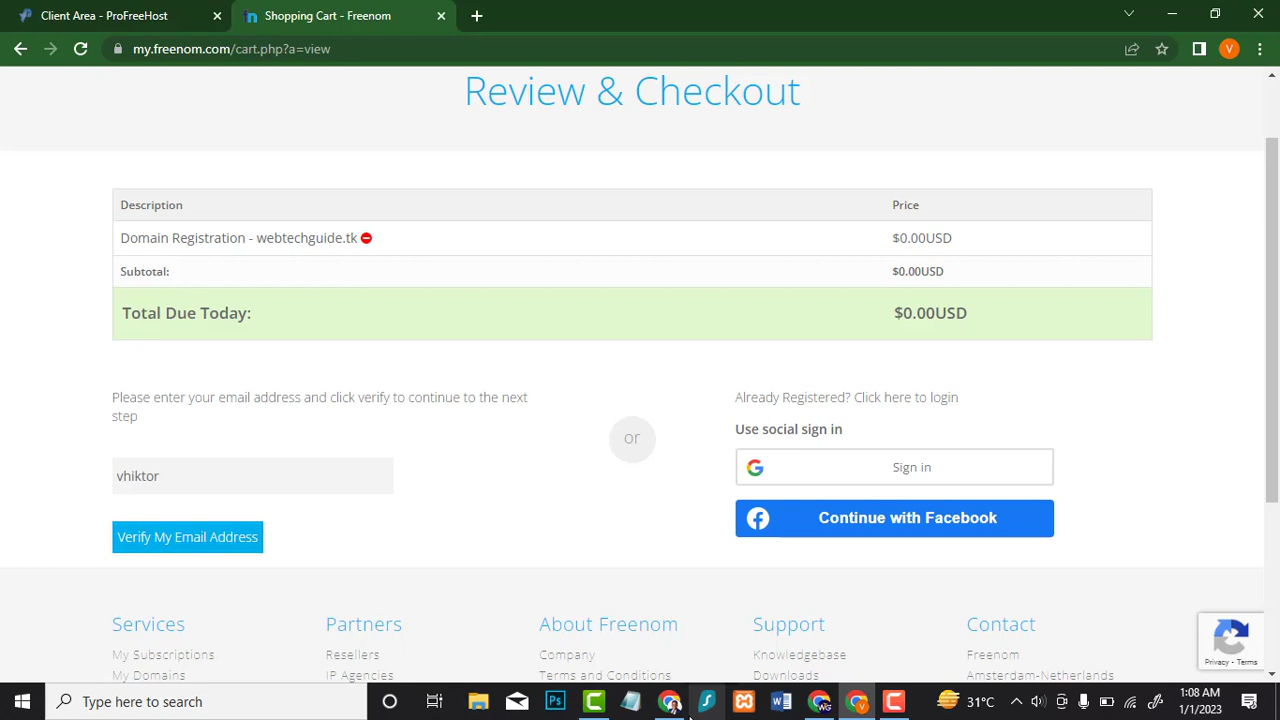 Client Area - ProFreeHost
Shopping Cart - Freenom
my.freenom.com/cart.php?a=view
V
Review & Checkout
Description Price
Domain Registration - webtechguide.tk $0.00USD
Subtotal: $0.00USD
Total Due Today: $0.00USD
Please enter your email address and click verify to continue to the next
step
vhiktor
Verify My Email Address
or
Already Registered? Click here to login
Use social sign in
Sign in
Continue with Facebook
Services Partners About Freenom Support Contact
My Subscriptions Resellers Company Knowledgebase Freenom
My Domains IP Agencies Terms and Conditions Downloads Amsterdam-Netherlands
Privacy - Terms
Type here to search
31°C
1:08 AM
1/1/2023